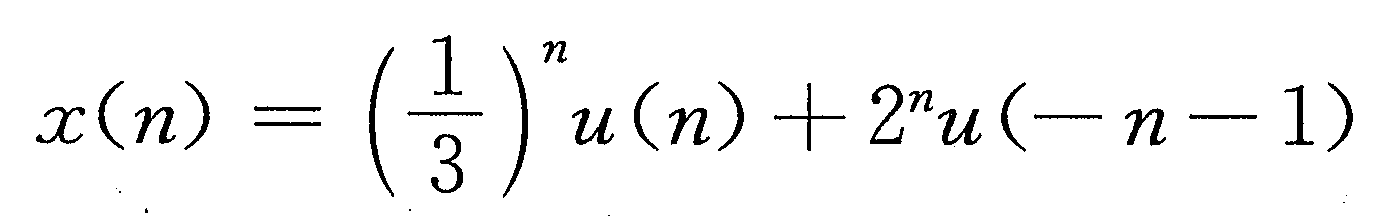 x(n) = (1/3)^n u(n) + 2^n u(−n−1)